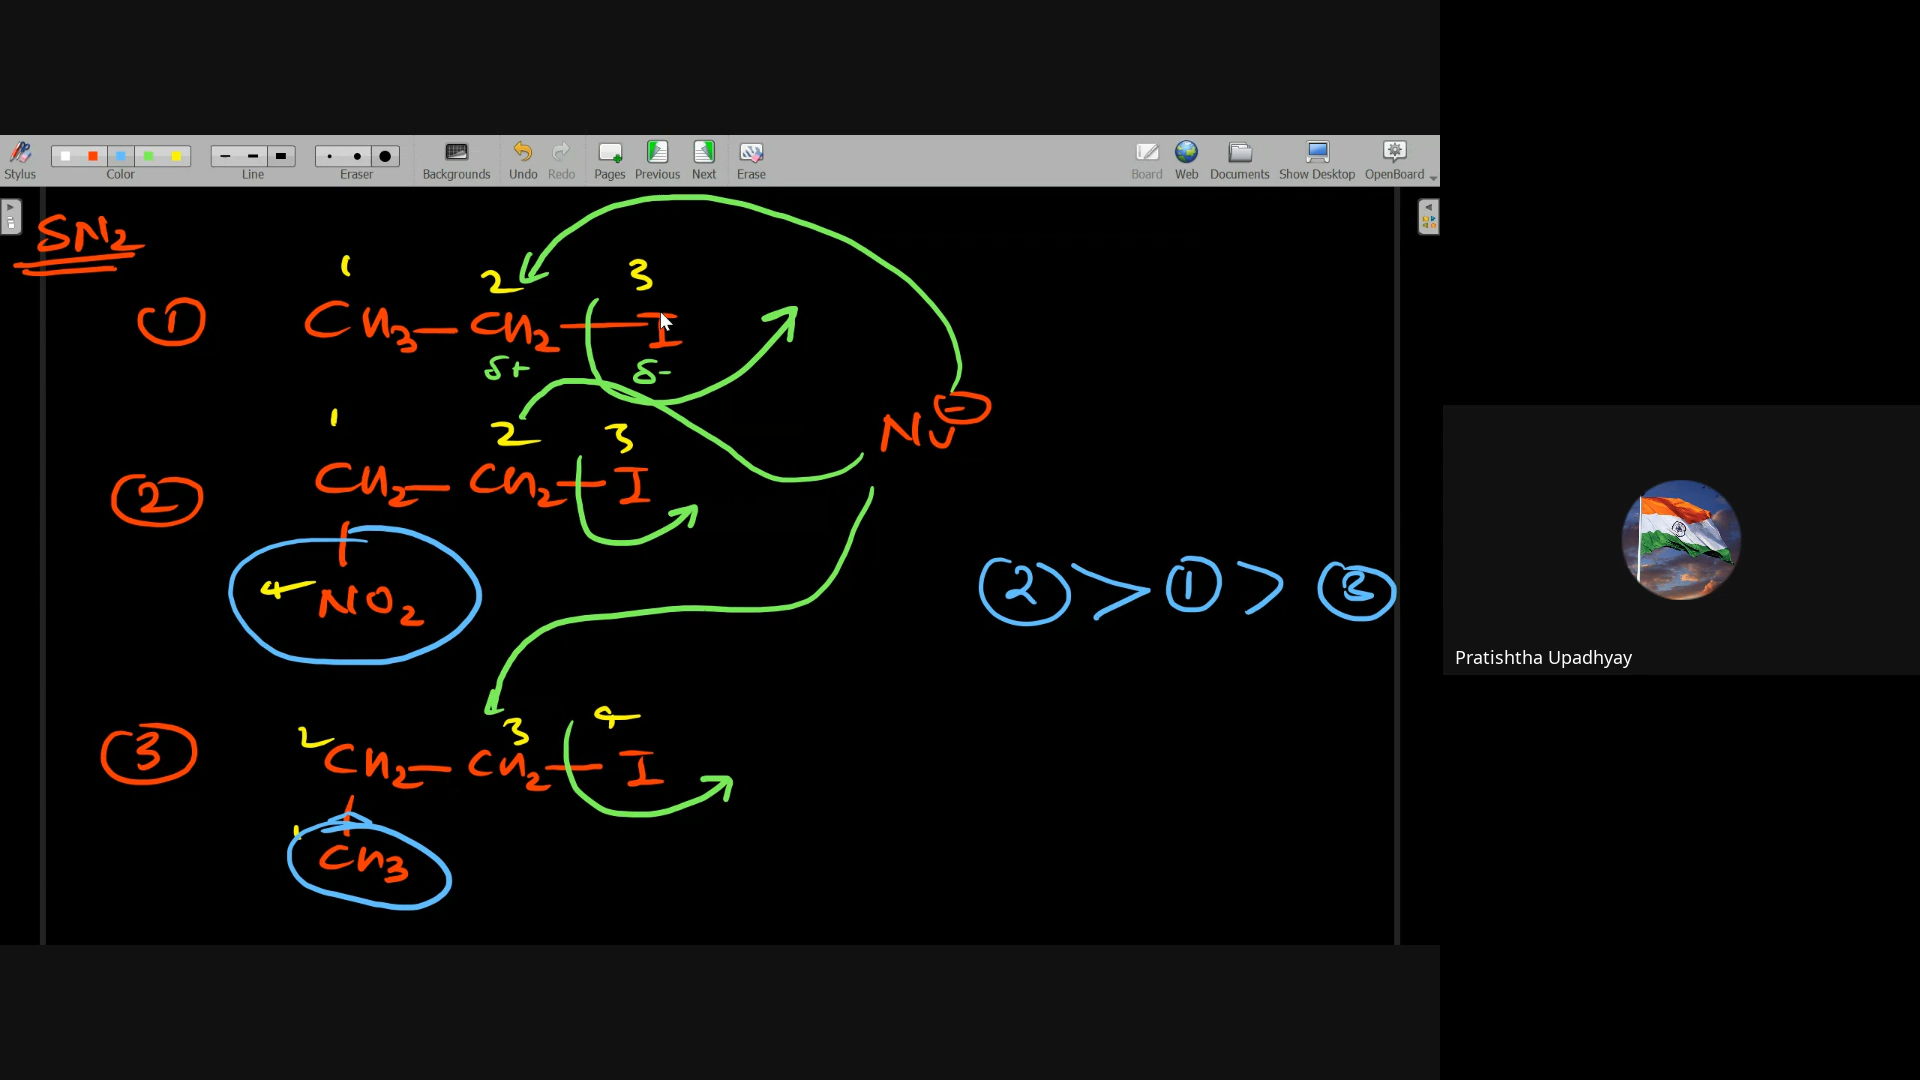 Stylus Color Line Eraser Backgrounds Undo Redo Pages Previous Next Erase Board Web Documents Show Desktop OpenBoard
SN2
1 2 3
① CH3—CH2—I
δ+ δ-
Nu⊖
1 2 3
② CH2—CH2—I
4 NO2
②>①>③
2 3 4
③ CH2—CH2—I
1
CH3
Pratishtha Upadhyay